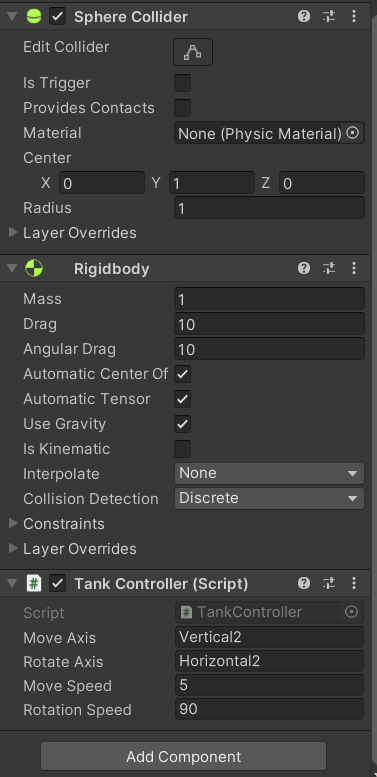 Sphere Collider
Edit Collider
Is Trigger
Provides Contacts
Material None (Physic Material)
Center
X 0 Y 1 Z 0
Radius 1
Layer Overrides
Rigidbody
Mass 1
Drag 10
Angular Drag 10
Automatic Center Of
Automatic Tensor
Use Gravity
Is Kinematic
Interpolate None
Collision Detection Discrete
Constraints
Layer Overrides
# Tank Controller (Script)
Script # TankController
Move Axis Vertical2
Rotate Axis Horizontal2
Move Speed 5
Rotation Speed 90
Add Component